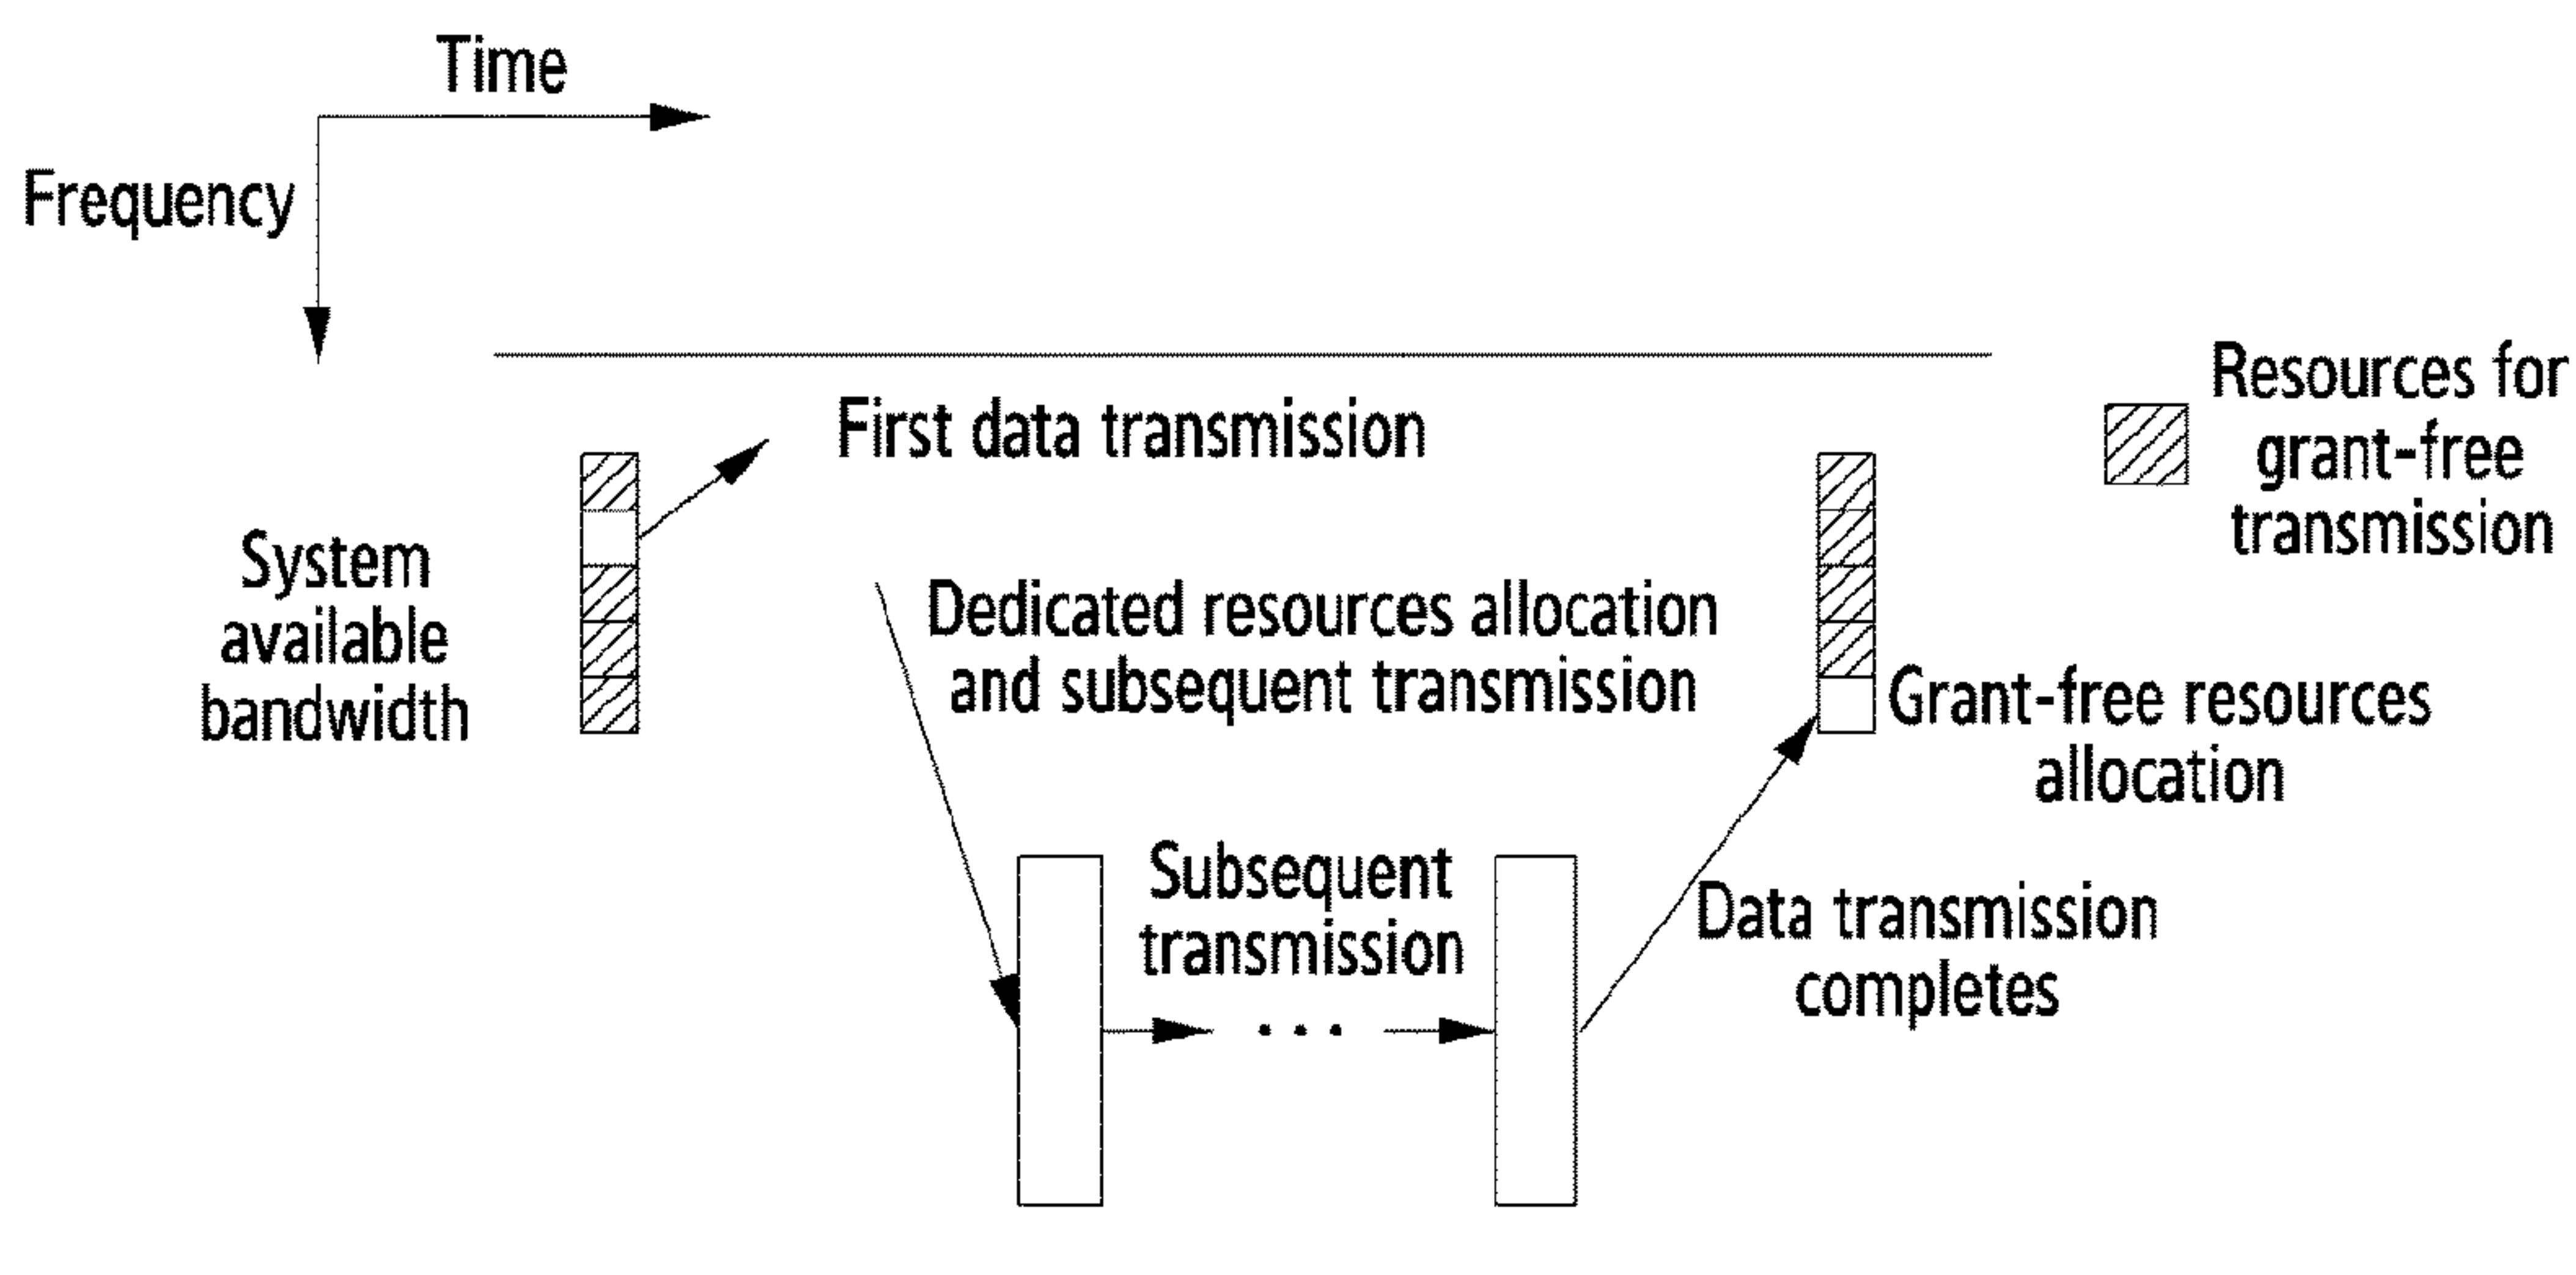 Time
Frequency
First data transmission
Resources for
grant-free
transmission
System
available
bandwidth
Dedicated resources allocation
and subsequent transmission
Grant-free resources
allocation
Subsequent
transmission
Data transmission
completes